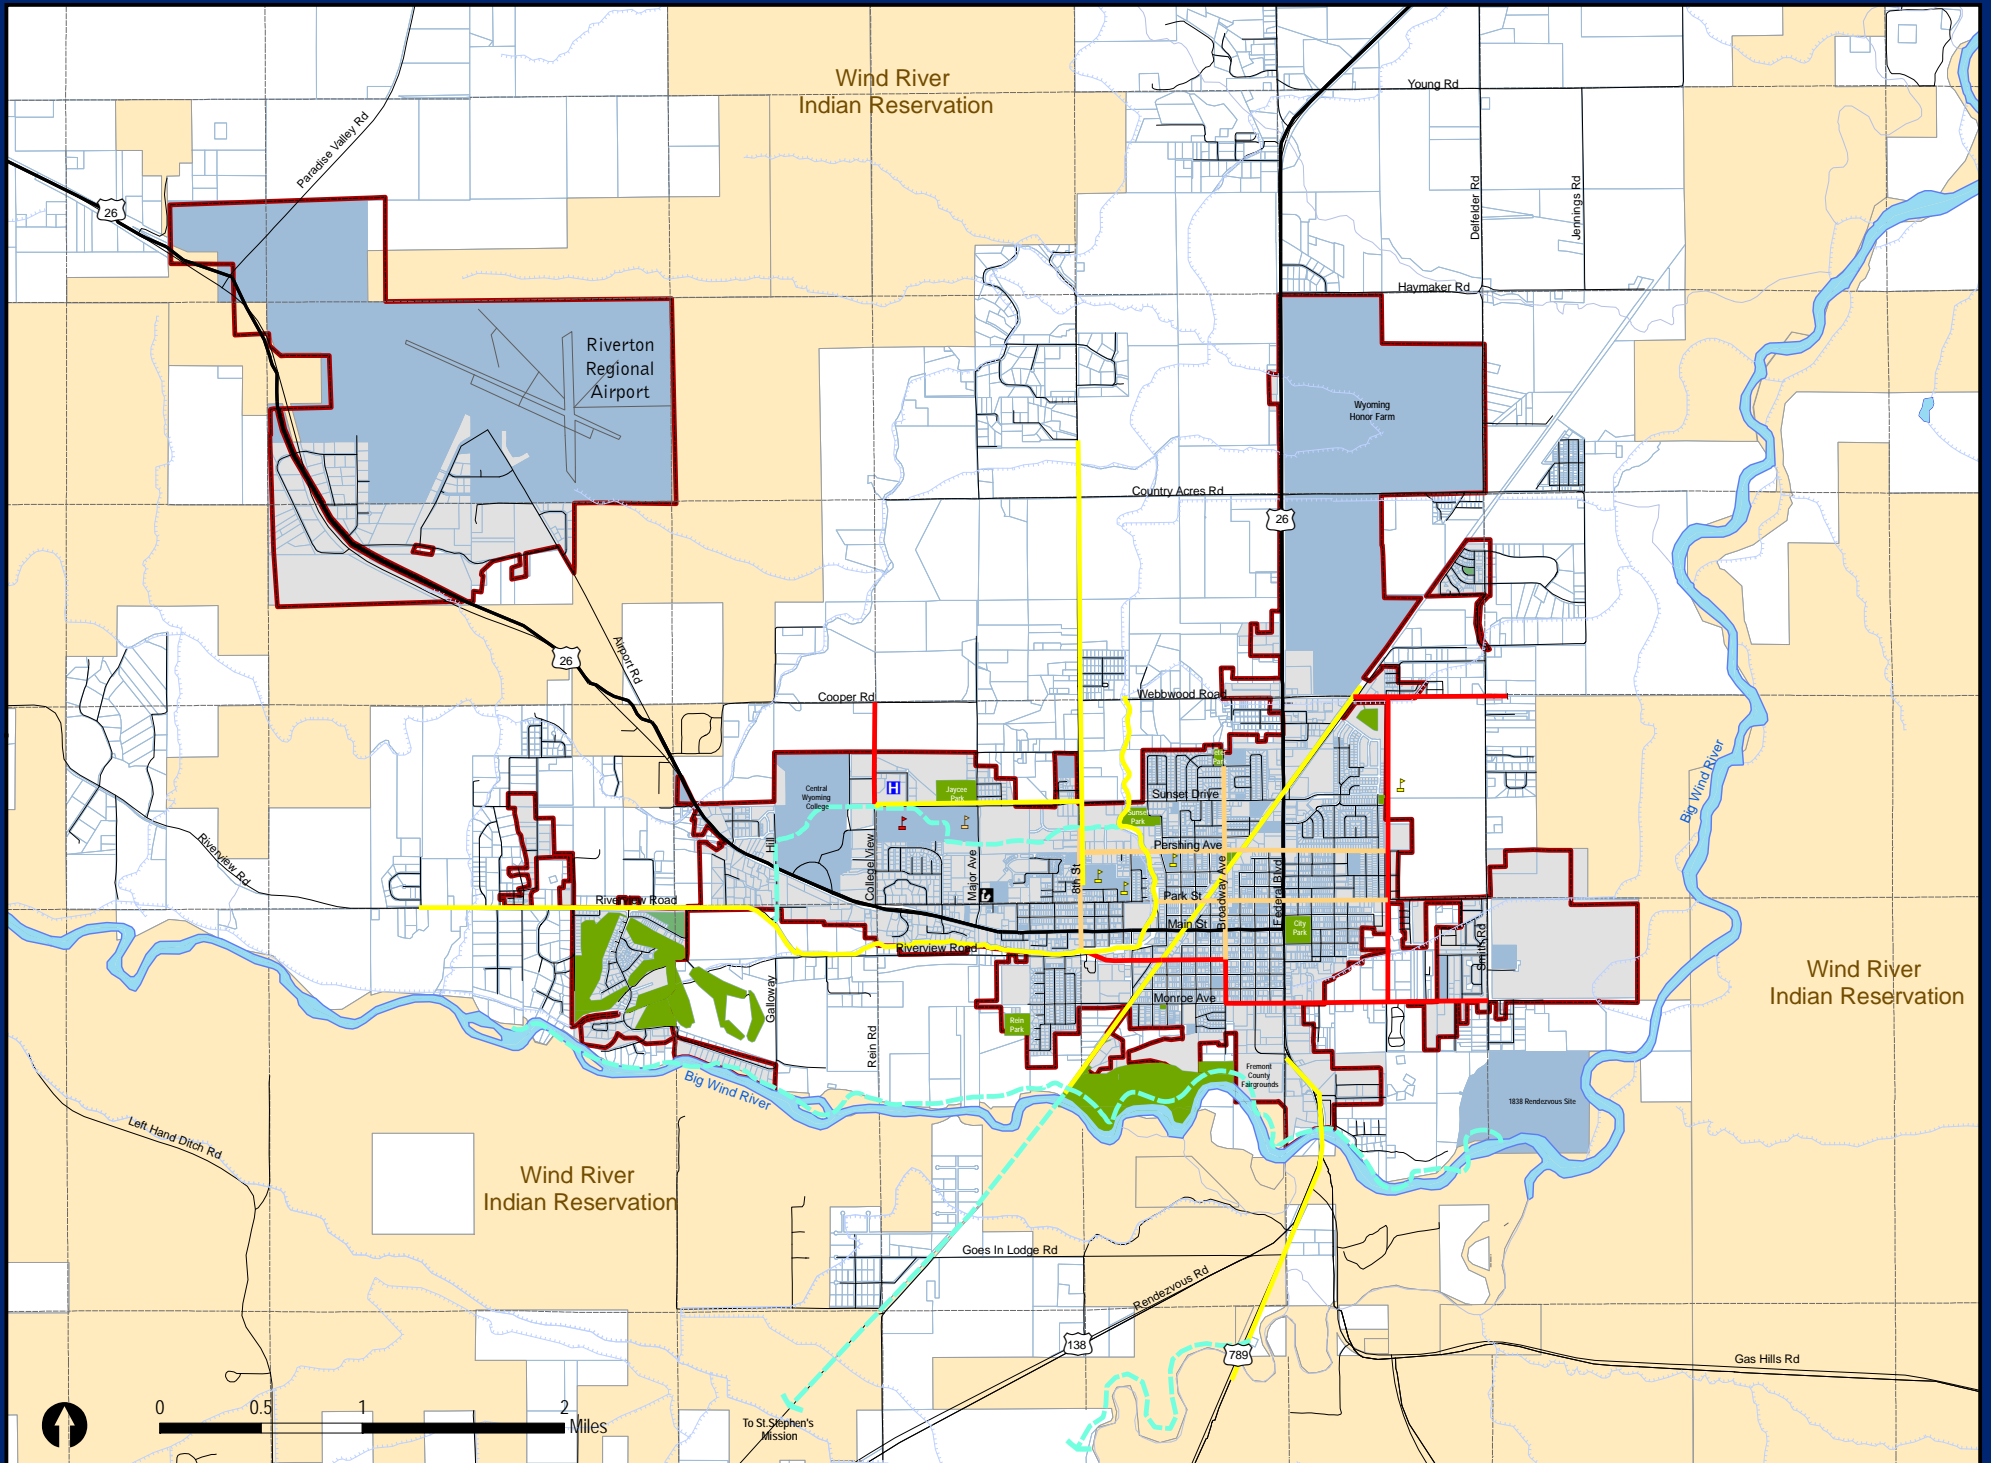 Wind River
Indian Reservation
Young Rd
Paradise Valley Rd
26
Delfelder Rd
Jennings Rd
Haymaker Rd
Riverton
Regional
Airport
Wyoming
Honor Farm
Country Acres Rd
26
Airport Rd
26
Cooper Rd
Webbwood Road
Big Wind River
Central
Wyoming
College
H
Jaycee
Park
Park
Sunset Drive
Sunset
Park
Riverview Rd
Hill
College View
Major Ave
8th St
Pershing Ave
Broadway Ave
Federal Blvd
Park St
Riverview Road
Main St
City
Park
Riverview Road
Smith Rd
Wind River
Indian Reservation
Galloway
Rein Rd
Monroe Ave
Rein
Park
Big Wind River
Fremont
County
Fairgrounds
1838 Rendezvous Site
Left Hand Ditch Rd
Wind River
Indian Reservation
Goes In Lodge Rd
Rendezvous Rd
138
789
Gas Hills Rd
0
0.5
1
2
Miles
To St.Stephen's
Mission